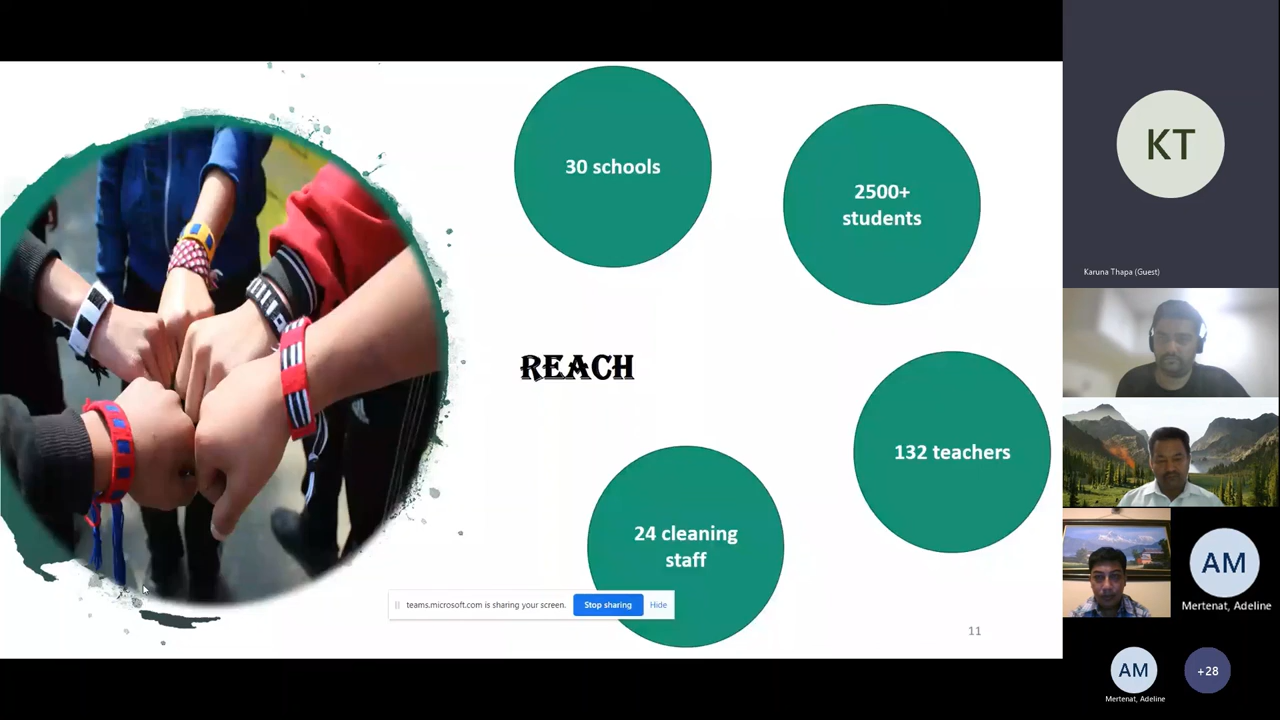 30 schools
2500+
students
REACH
132 teachers
24 cleaning
staff
teams.microsoft.com is sharing your screen.
Stop sharing
Hide
11
KT
Karuna Thapa (Guest)
AM
Mertenat, Adeline
AM
Mertenat, Adeline
+28